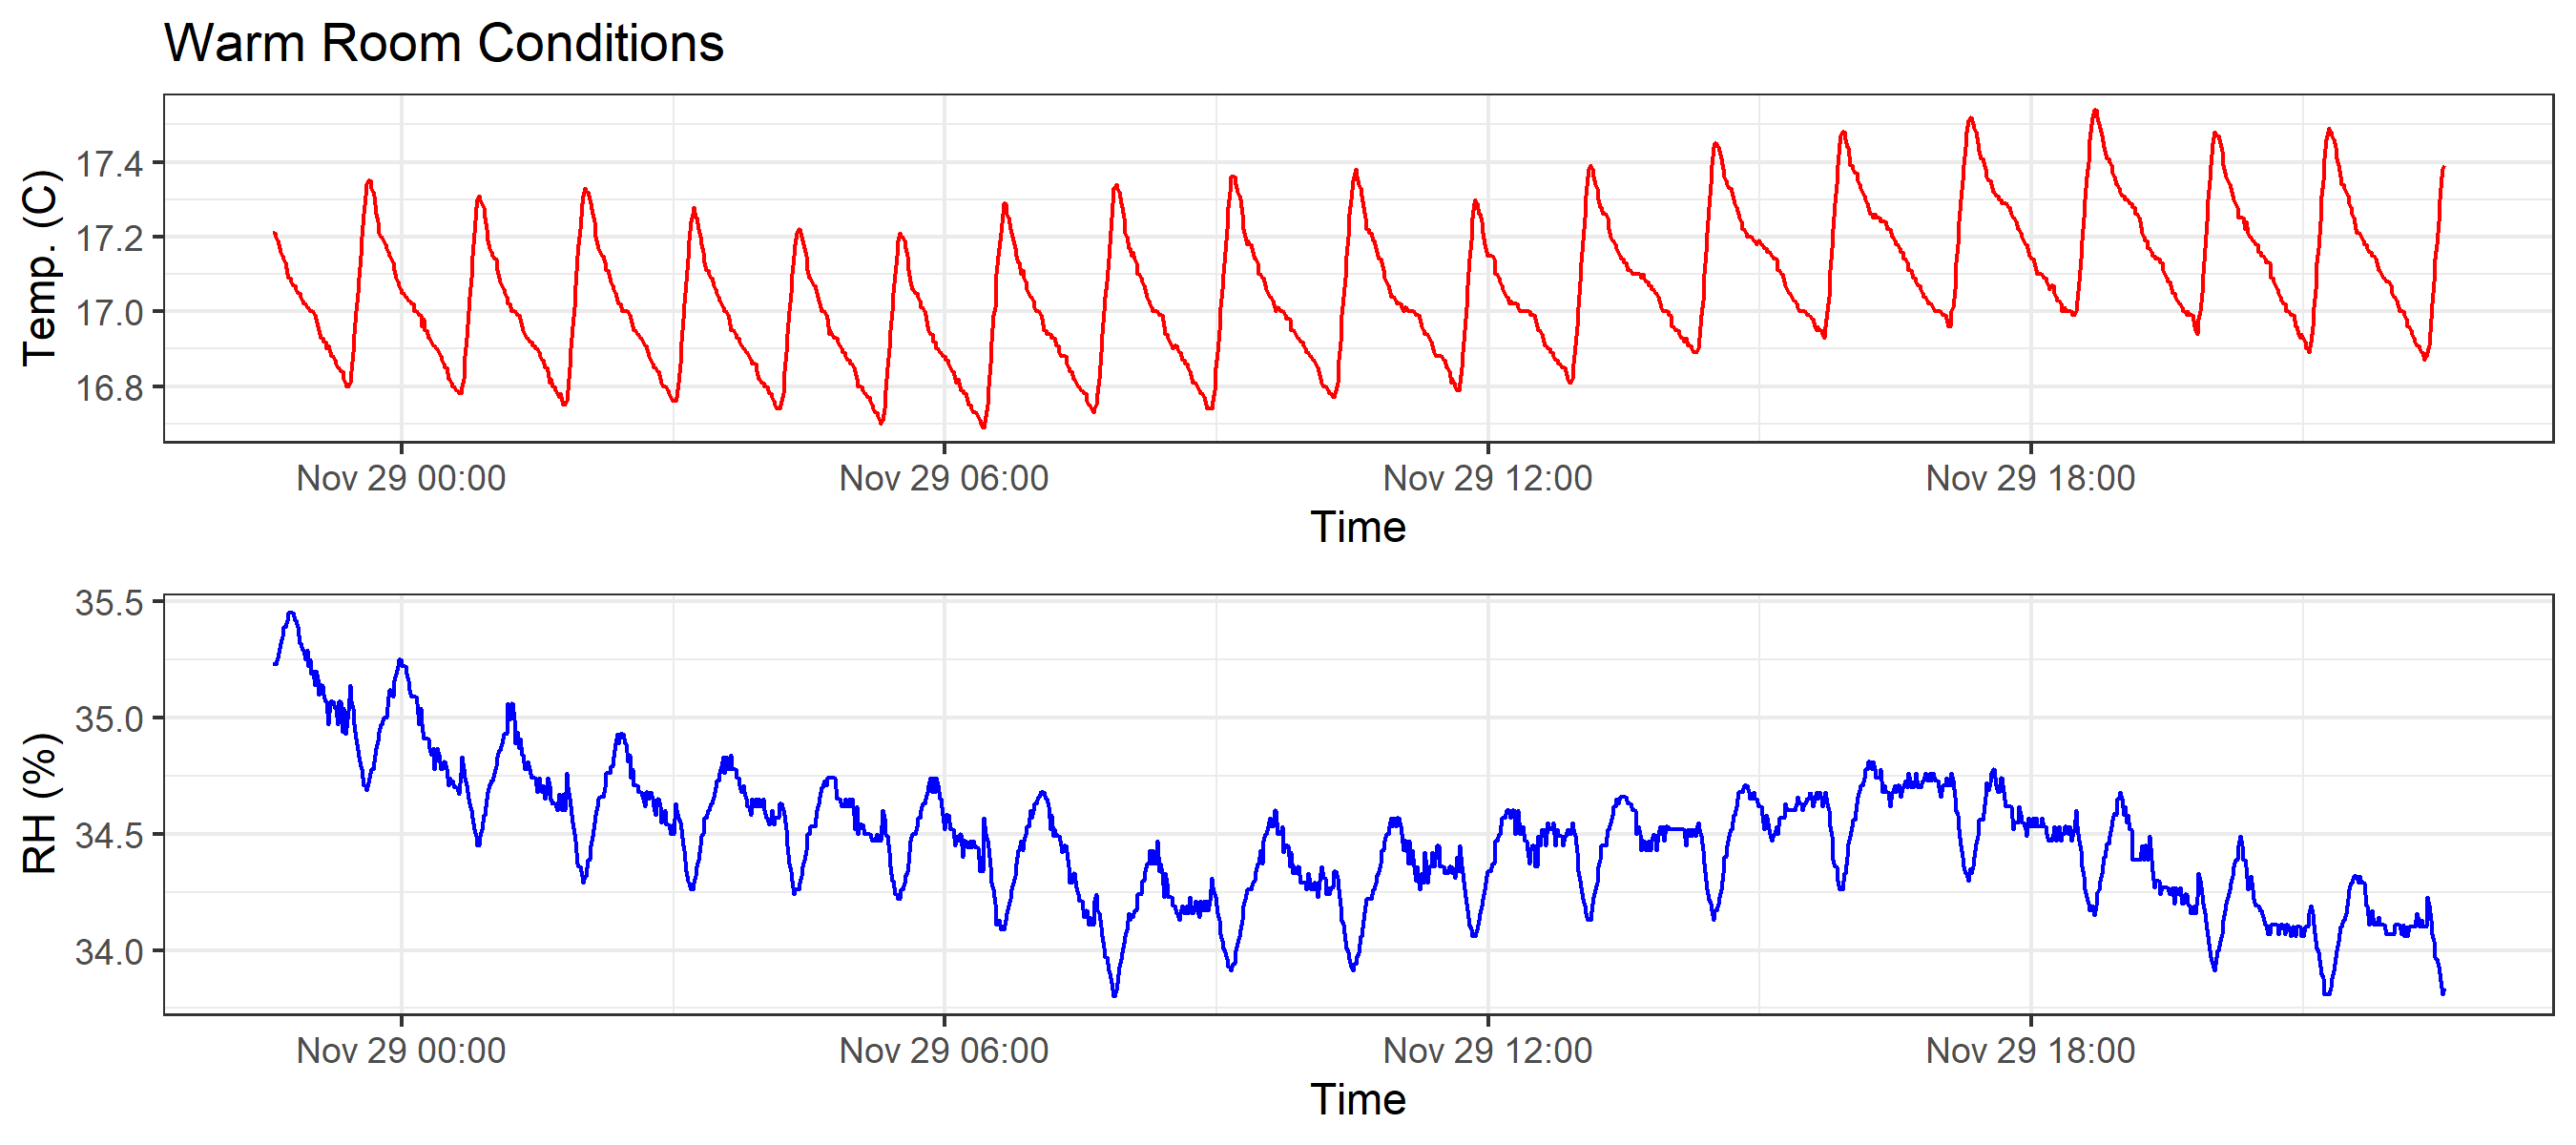 Warm Room Conditions
Temp. (C)
17.4
17.2
17.0
16.8
Nov 29 00:00 Nov 29 06:00 Nov 29 12:00 Nov 29 18:00
Time
RH (%)
35.5
35.0
34.5
34.0
Nov 29 00:00 Nov 29 06:00 Nov 29 12:00 Nov 29 18:00
Time